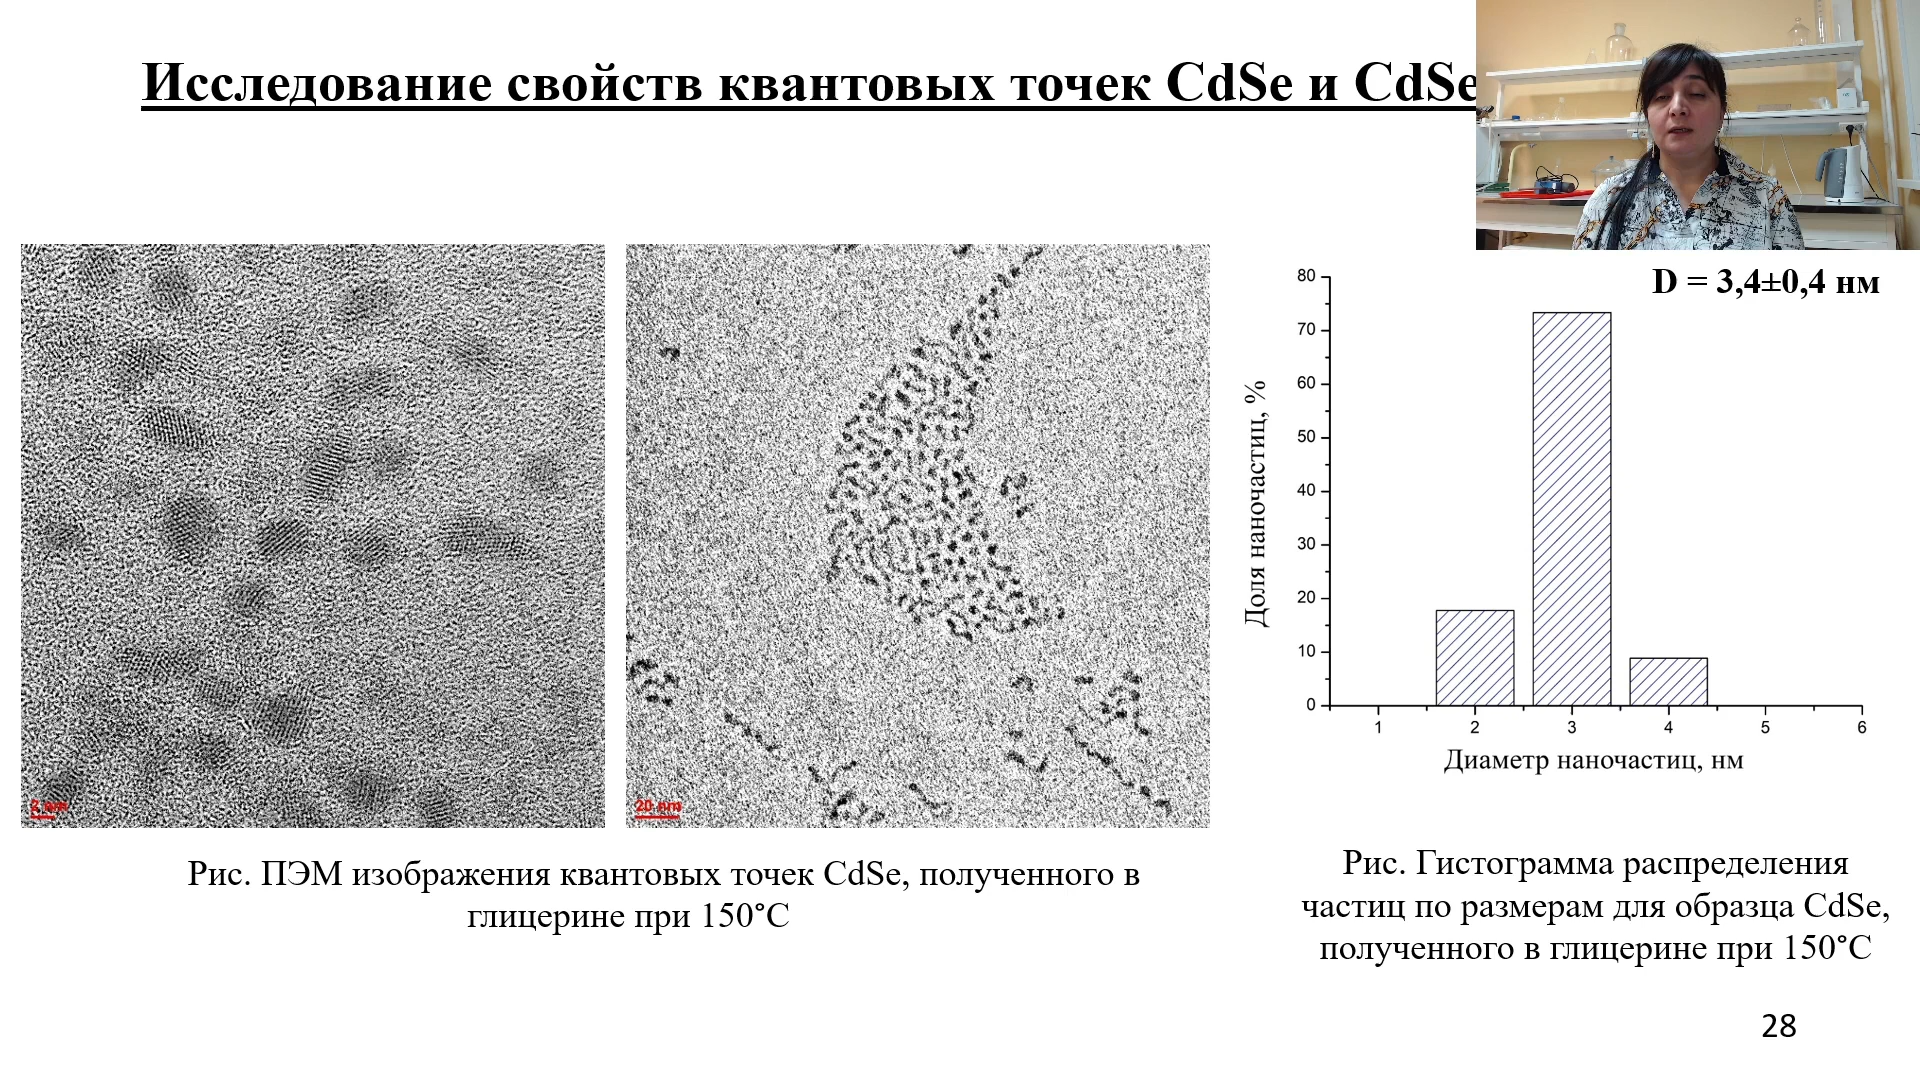 Исследование свойств квантовых точек CdSe и CdSe
D = 3,4±0,4 нм
2 nm
20 nm
80
70
60
50
40
30
20
10
0
Доля наночастиц, %
1 2 3 4 5 6
Диаметр наночастиц, нм
Рис. ПЭМ изображения квантовых точек CdSe, полученного в
глицерине при 150°С
Рис. Гистограмма распределения
частиц по размерам для образца CdSe,
полученного в глицерине при 150°С
28